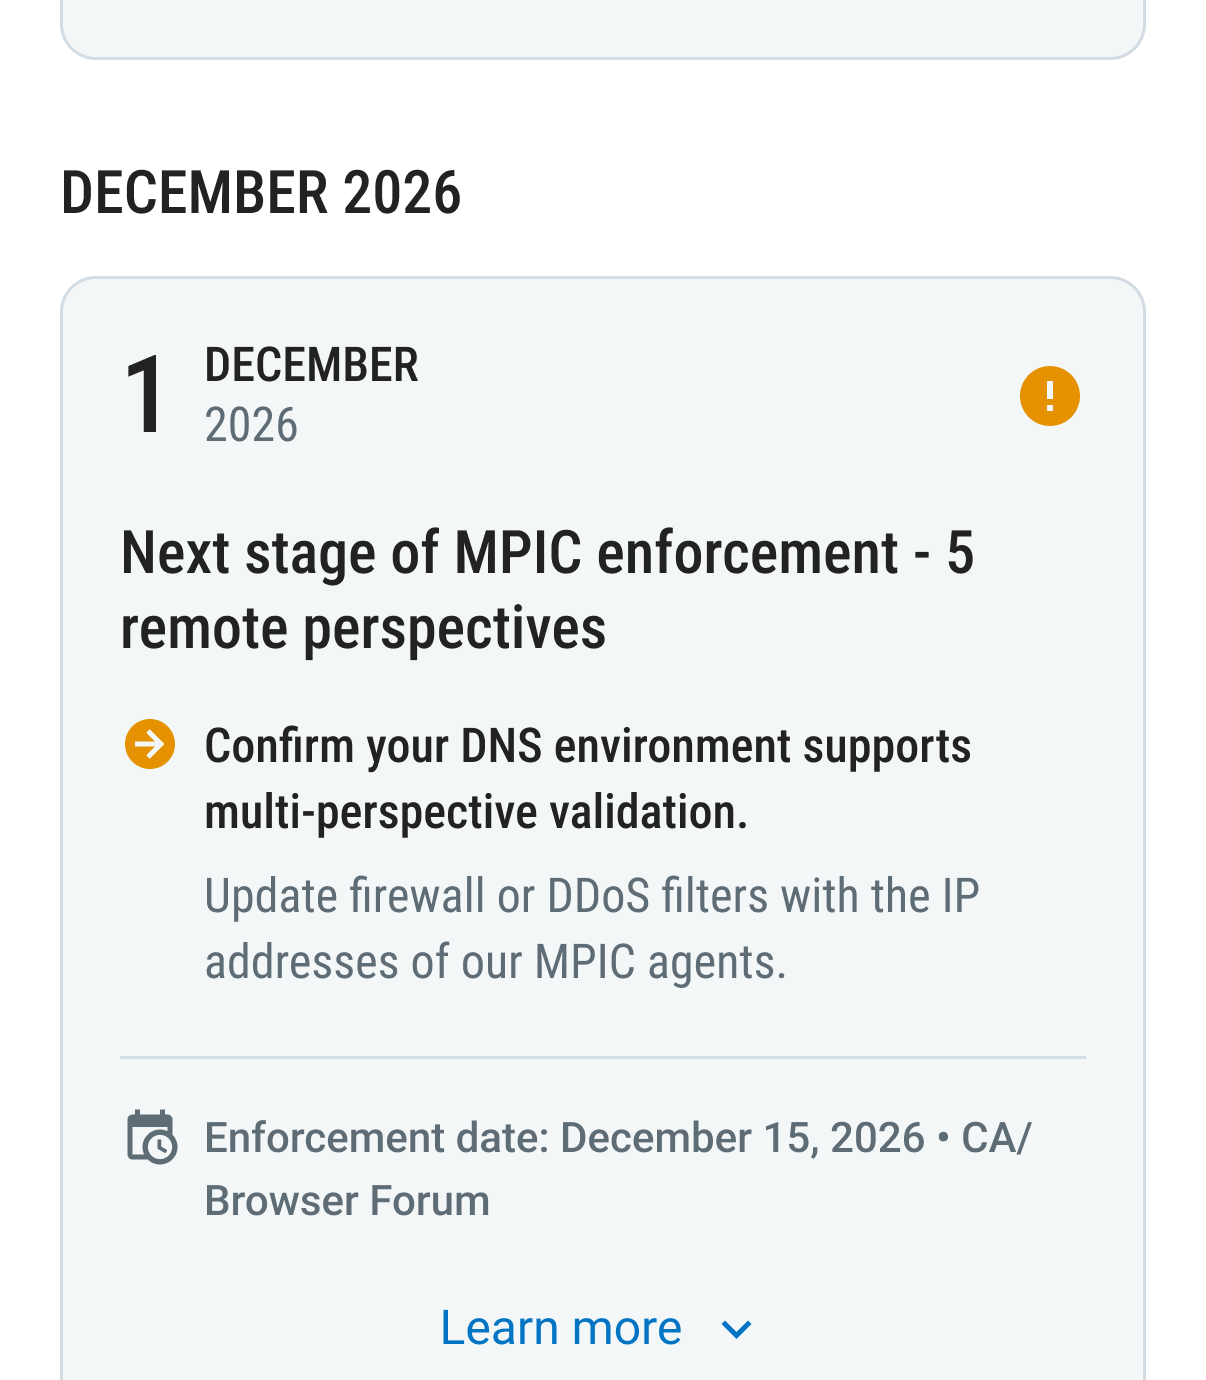 DECEMBER 2026
1
DECEMBER
2026
Next stage of MPIC enforcement - 5
remote perspectives
Confirm your DNS environment supports
multi-perspective validation.
Update firewall or DDoS filters with the IP
addresses of our MPIC agents.
Enforcement date: December 15, 2026 • CA/
Browser Forum
Learn more